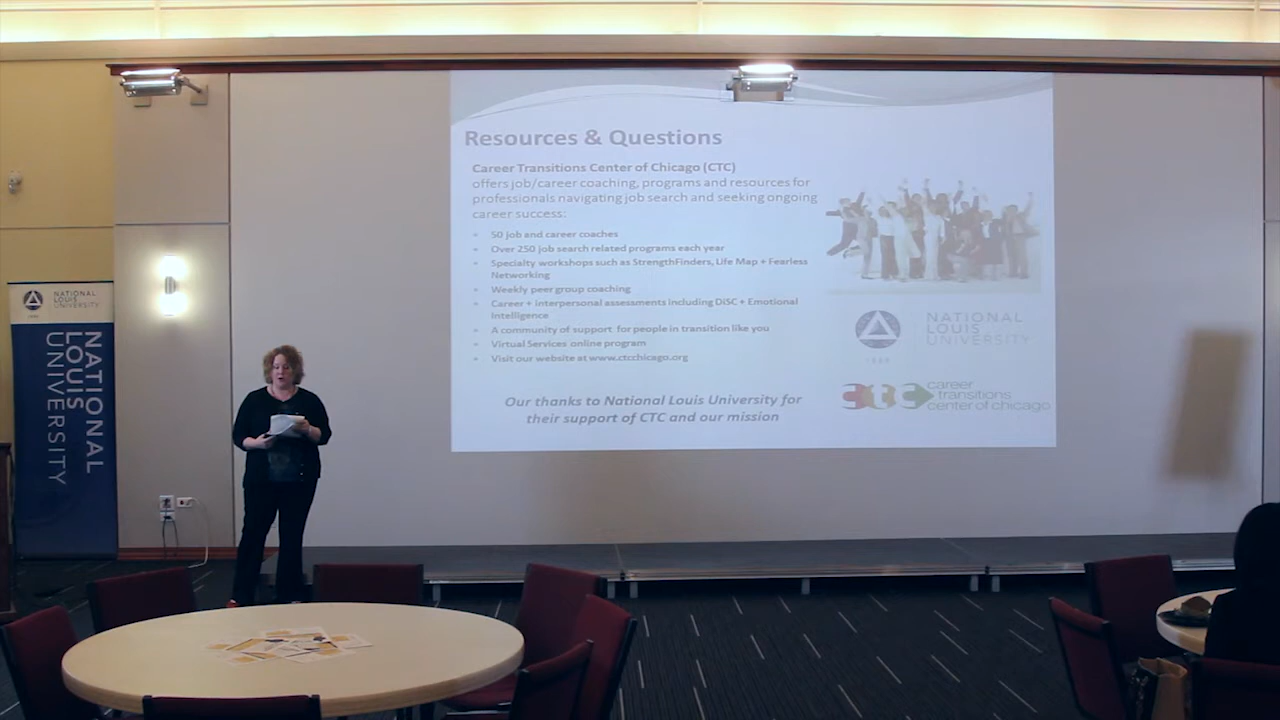 Resources & Questions
Career Transitions Center of Chicago (CTC)
offers job/career coaching, programs and resources for
professionals navigating job search and seeking ongoing
career success:
• 50 job and career coaches
• Over 250 job search related programs each year
• Specialty workshops such as StrengthFinders, Life Map + Fearless
Networking
• Weekly peer group coaching
• Career + interpersonal assessments including DiSC + Emotional
Intelligence
• A community of support for people in transition like you
• Virtual Services online program
• Visit our website at www.ctcchicago.org
Our thanks to National Louis University for
their support of CTC and our mission
NATIONAL
LOUIS
UNIVERSITY
1886
career
transitions
center of chicago
NATIONAL
LOUIS
UNIVERSITY
NATIONAL
LOUIS
UNIVERSITY